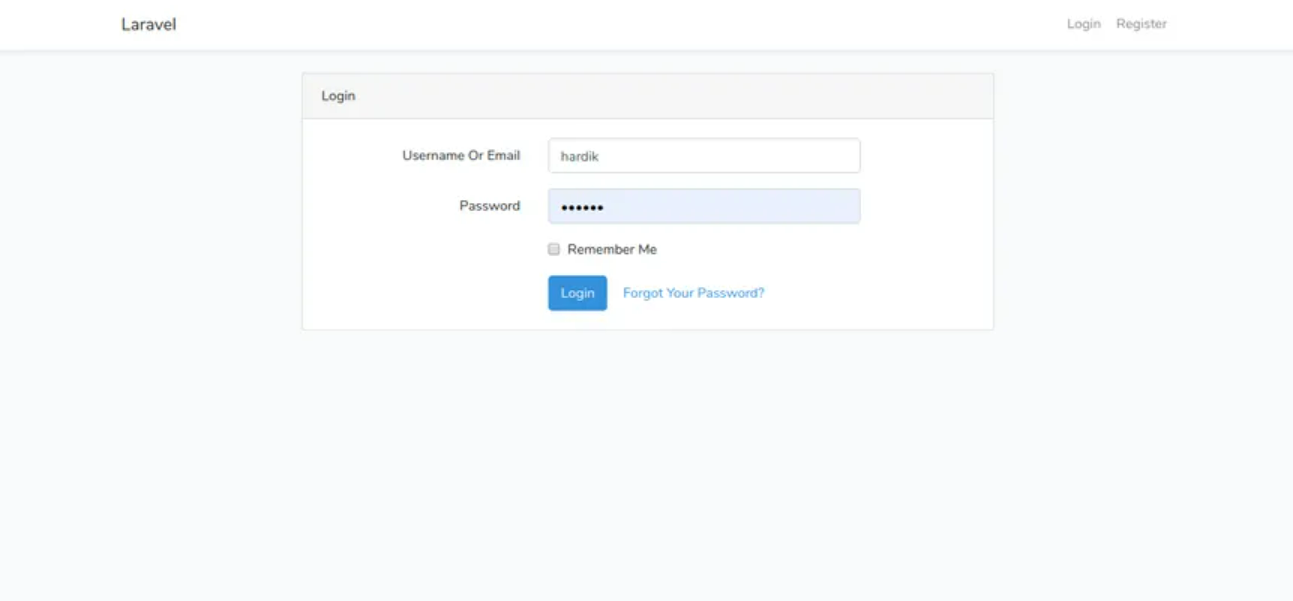 Laravel
Login Register
Login
Username Or Email hardik
Password ••••••
Remember Me
Login Forgot Your Password?